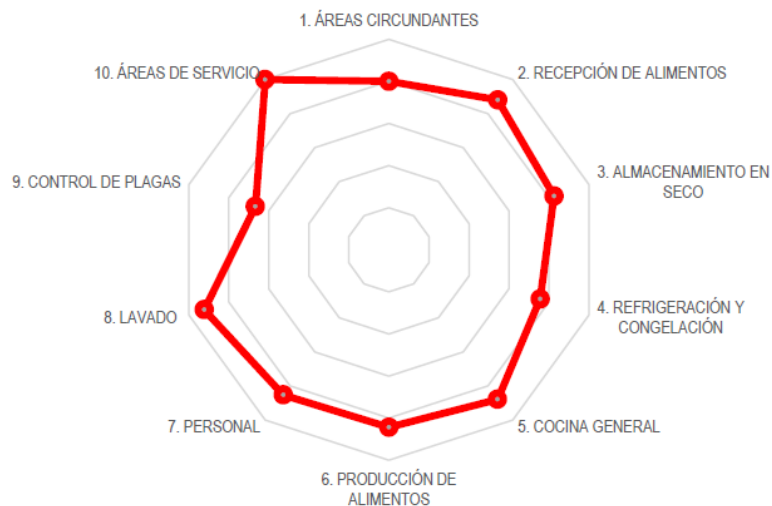 1. ÁREAS CIRCUNDANTES
2. RECEPCIÓN DE ALIMENTOS
3. ALMACENAMIENTO EN
SECO
4. REFRIGERACIÓN Y
CONGELACIÓN
5. COCINA GENERAL
6. PRODUCCIÓN DE
ALIMENTOS
7. PERSONAL
8. LAVADO
9. CONTROL DE PLAGAS
10. ÁREAS DE SERVICIO